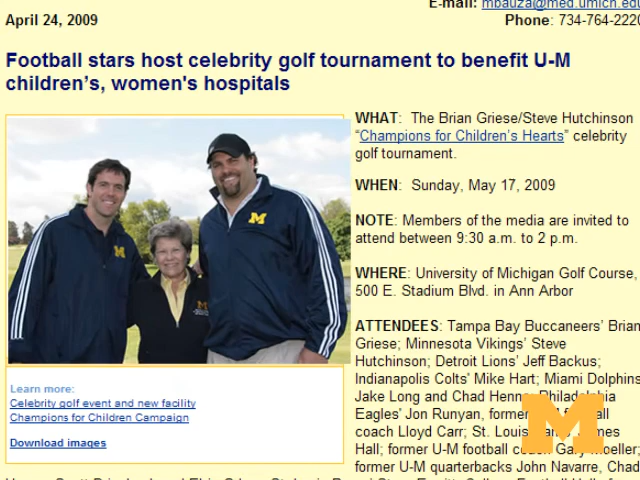 E-mail: mbauza@med.umich.edu
April 24, 2009
Phone: 734-764-2220
Football stars host celebrity golf tournament to benefit U-M
children's, women's hospitals
WHAT: The Brian Griese/Steve Hutchinson
“Champions for Children's Hearts” celebrity
golf tournament.
WHEN: Sunday, May 17, 2009
NOTE: Members of the media are invited to
attend between 9:30 a.m. to 2 p.m.
WHERE: University of Michigan Golf Course,
500 E. Stadium Blvd. in Ann Arbor
ATTENDEES: Tampa Bay Buccaneers' Brian
Griese; Minnesota Vikings' Steve
Hutchinson; Detroit Lions' Jeff Backus;
Indianapolis Colts' Mike Hart; Miami Dolphins
Jake Long and Chad Henne; Philadelphia
Eagles' Jon Runyan, former
coach Lloyd Carr; St. Louis
Hall; former U-M football Gary Moeller;
former U-M quarterbacks John Navarre, Chad
M
M
M
Learn more:
Celebrity golf event and new facility
Champions for Children Campaign
Download images
M